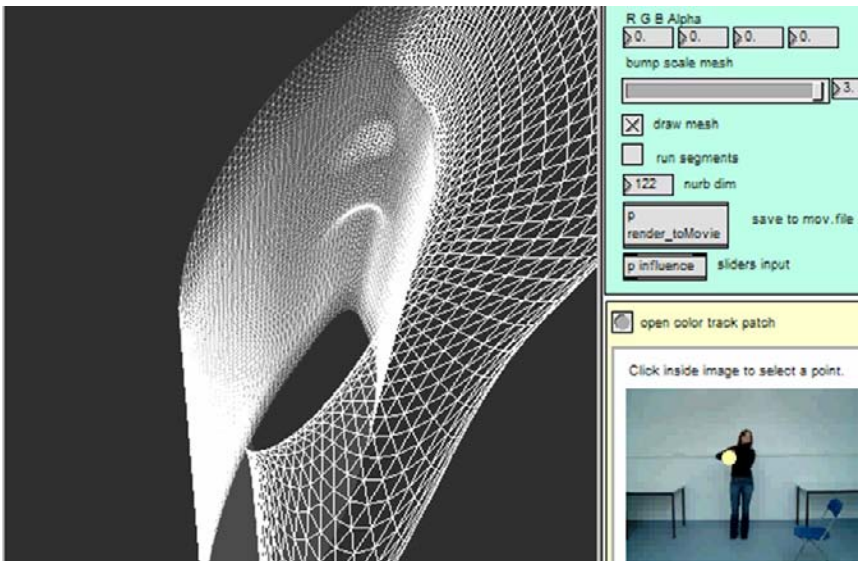 R G B Alpha
0. 0. 0. 0.
bump scale mesh
3.
draw mesh
run segments
122 nurb dim
p
render_toMovie
save to mov.file
p influence sliders input
open color track patch
Click inside image to select a point.